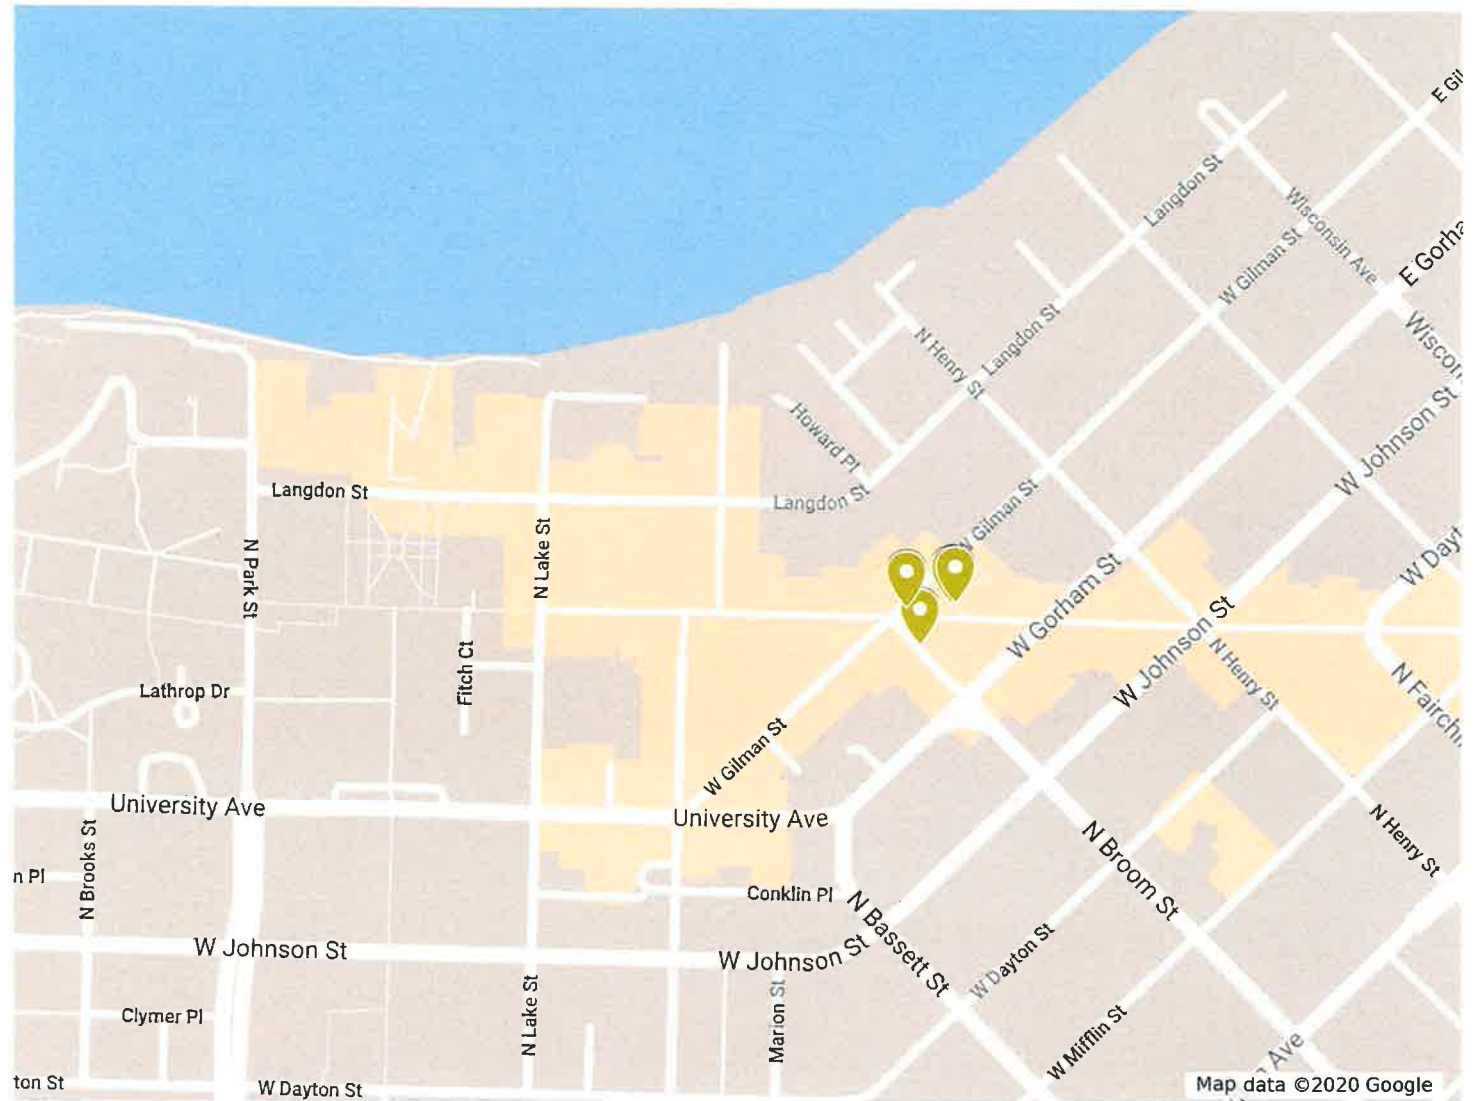 E Gil
Langdon St
Wisconsin Ave
W Gilman St
E Gorha
Langdon St
N Henry St
Wiscon
W Johnson St
Howard Pl
Langdon St
Langdon St
W Gilman St
N Lake St
N Park St
W Gorham St
W Dayt
W Johnson St
N Henry St
Fitch Ct
Lathrop Dr
N Fairch
W Gilman St
University Ave
University Ave
N Brooks St
N Broom St
N Henry St
n Pl
Conklin Pl
N Bassett St
W Johnson St
W Johnson St
W Dayton St
N Lake St
Marion St
Clymer Pl
W Mifflin St
ton St
W Dayton St
n Ave
Map data ©2020 Google